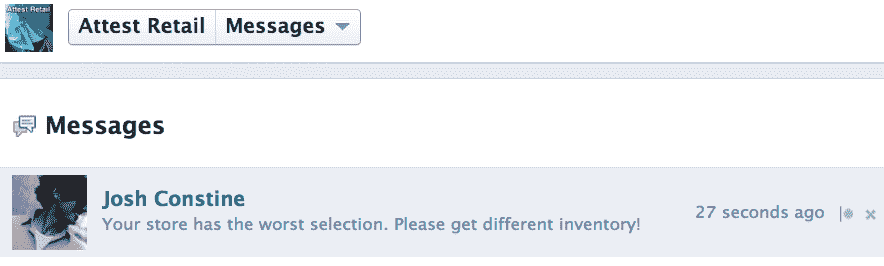 Attest Retail
Attest Retail Messages
Messages
Josh Constine
Your store has the worst selection. Please get different inventory!
27 seconds ago